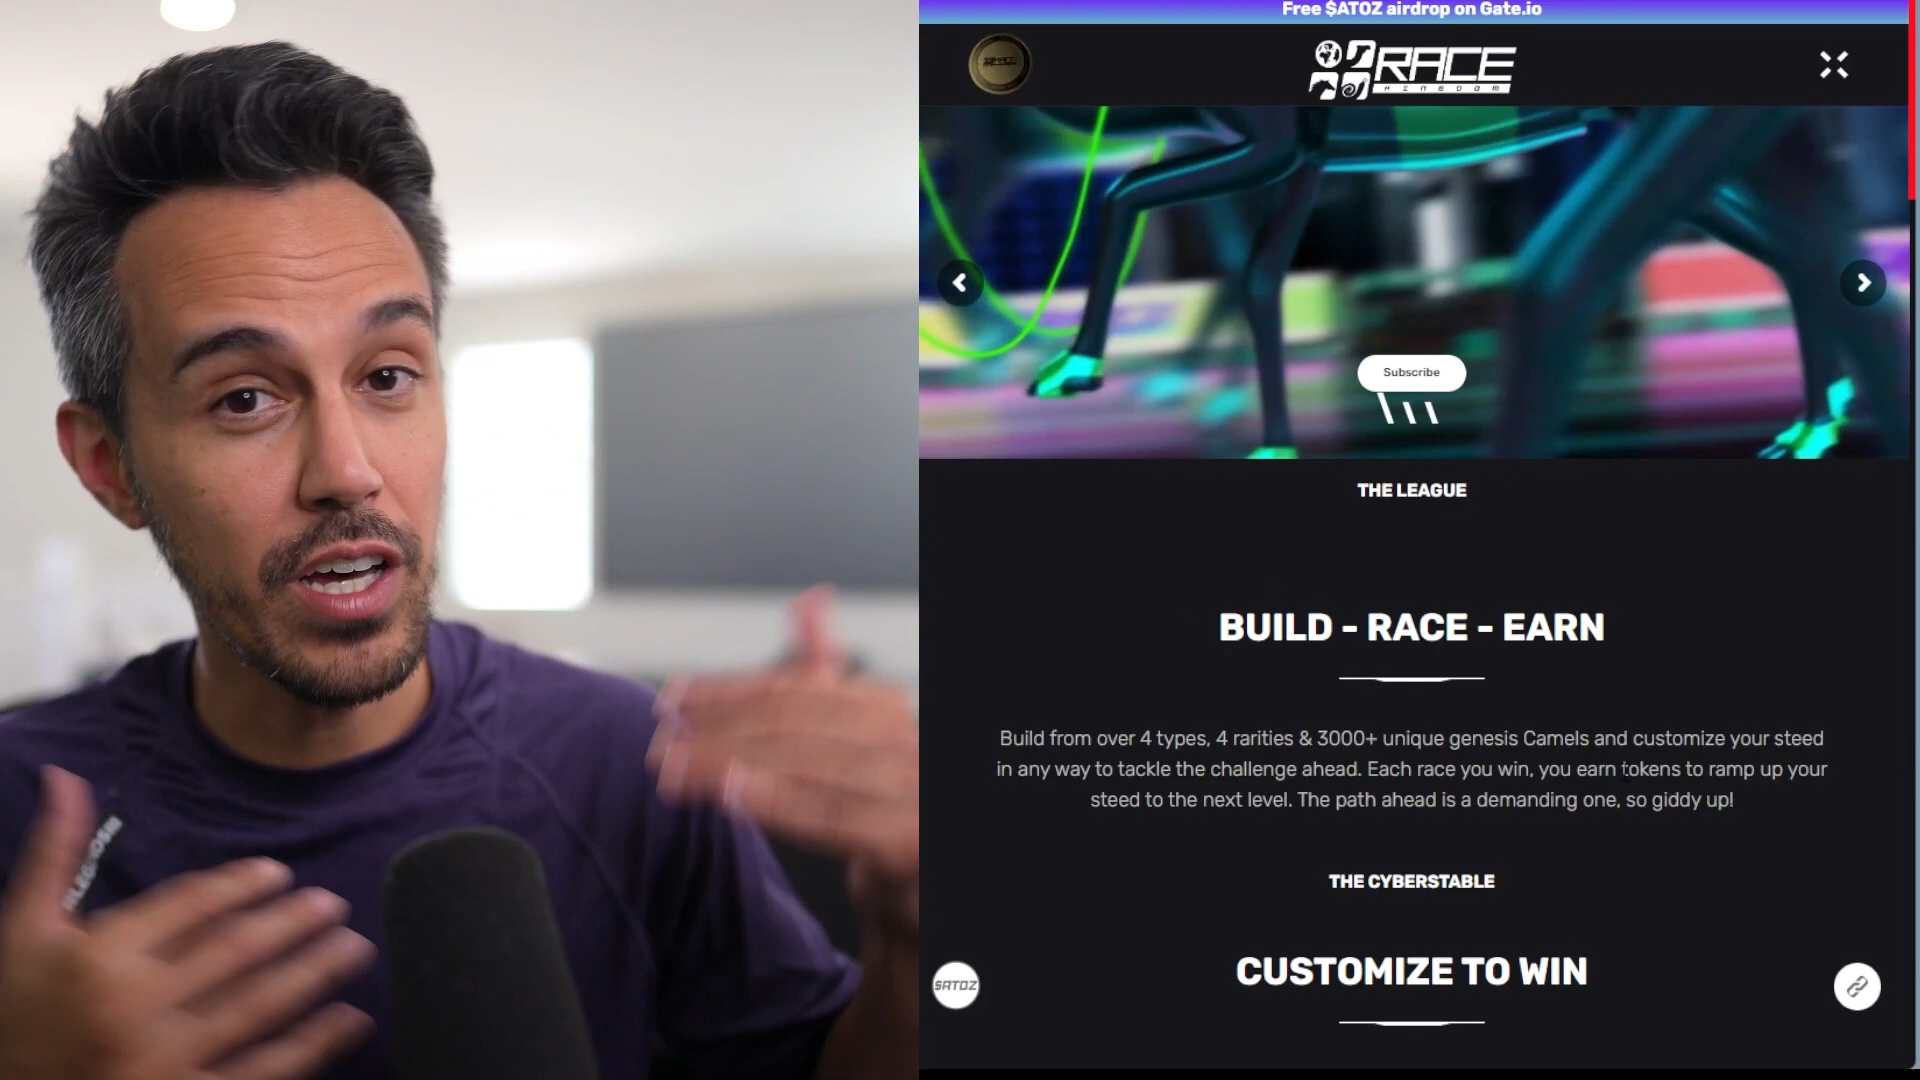 Free $ATOZ airdrop on Gate.io
RACE
KINGDOM
Subscribe
THE LEAGUE
BUILD - RACE - EARN
Build from over 4 types, 4 rarities & 3000+ unique genesis Camels and customize your steed
in any way to tackle the challenge ahead. Each race you win, you earn tokens to ramp up your
steed to the next level. The path ahead is a demanding one, so giddy up!
THE CYBERSTABLE
CUSTOMIZE TO WIN
$ATOZ